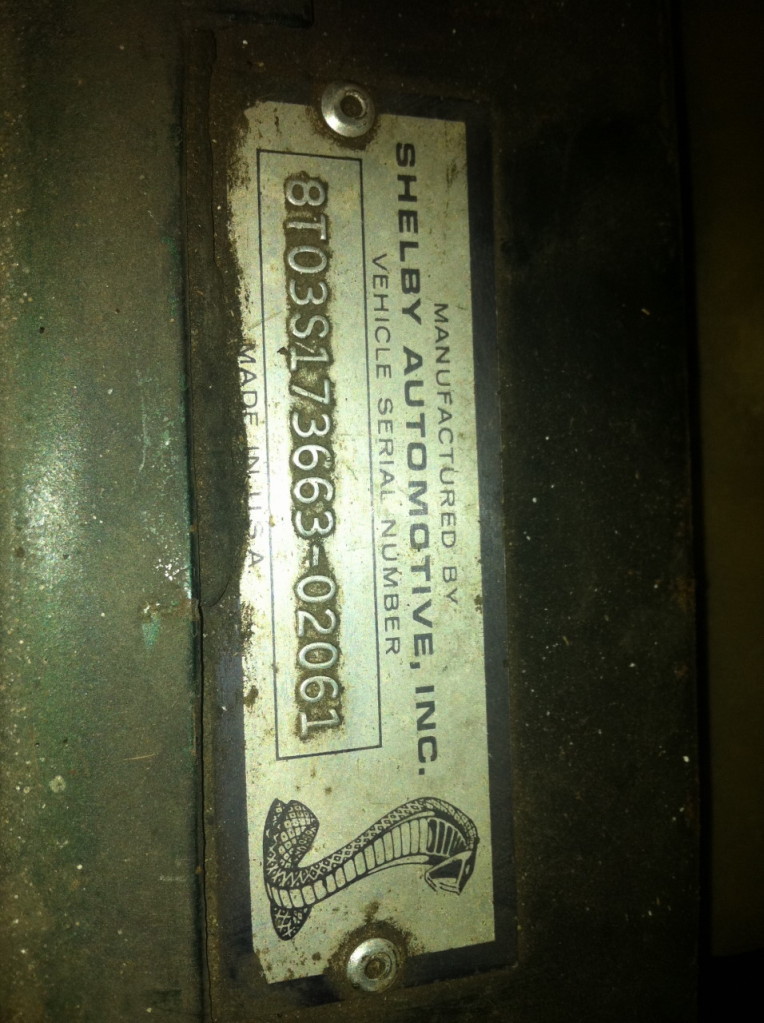 MANUFACTURED BY
SHELBY AUTOMOTIVE, INC.
VEHICLE SERIAL NUMBER
8T03S173663-02061
MADE IN U.S.A